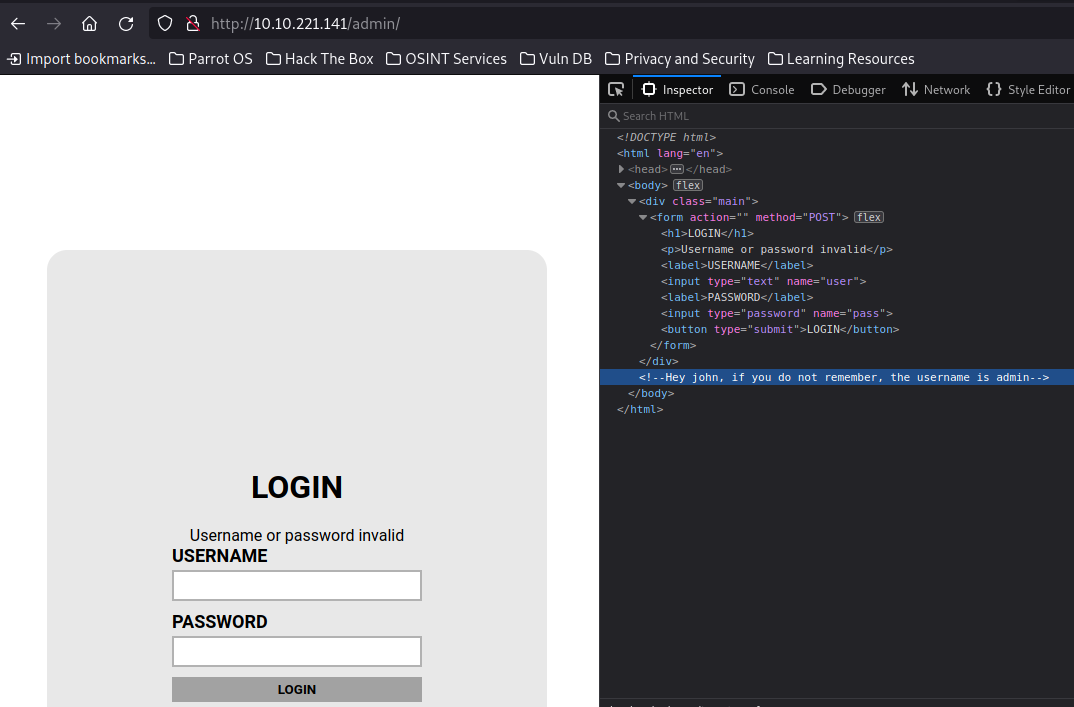 http://10.10.221.141/admin/
Import bookmarks... Parrot OS Hack The Box OSINT Services Vuln DB Privacy and Security Learning Resources
Inspector Console Debugger Network Style Editor
Search HTML
<!DOCTYPE html>
<html lang="en">
<head> </head>
<body> flex
<div class="main">
<form action="" method="POST"> flex
<h1>LOGIN</h1>
<p>Username or password invalid</p>
<label>USERNAME</label>
<input type="text" name="user">
<label>PASSWORD</label>
<input type="password" name="pass">
<button type="submit">LOGIN</button>
</form>
</div>
<!--Hey john, if you do not remember, the username is admin-->
</body>
</html>
LOGIN
Username or password invalid
USERNAME
PASSWORD
LOGIN